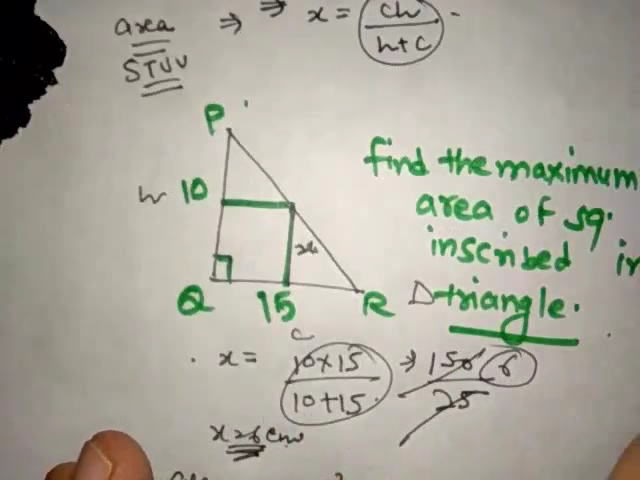 area ⇒ ⇒ x = ch/h+c
STUV
P
h 10
x
Q 15 R
c
find the maximum
area of sq.
inscribed in
Δ triangle.
x = 10×15/10+15 ⇒ 150/25 6
x = 6 cm